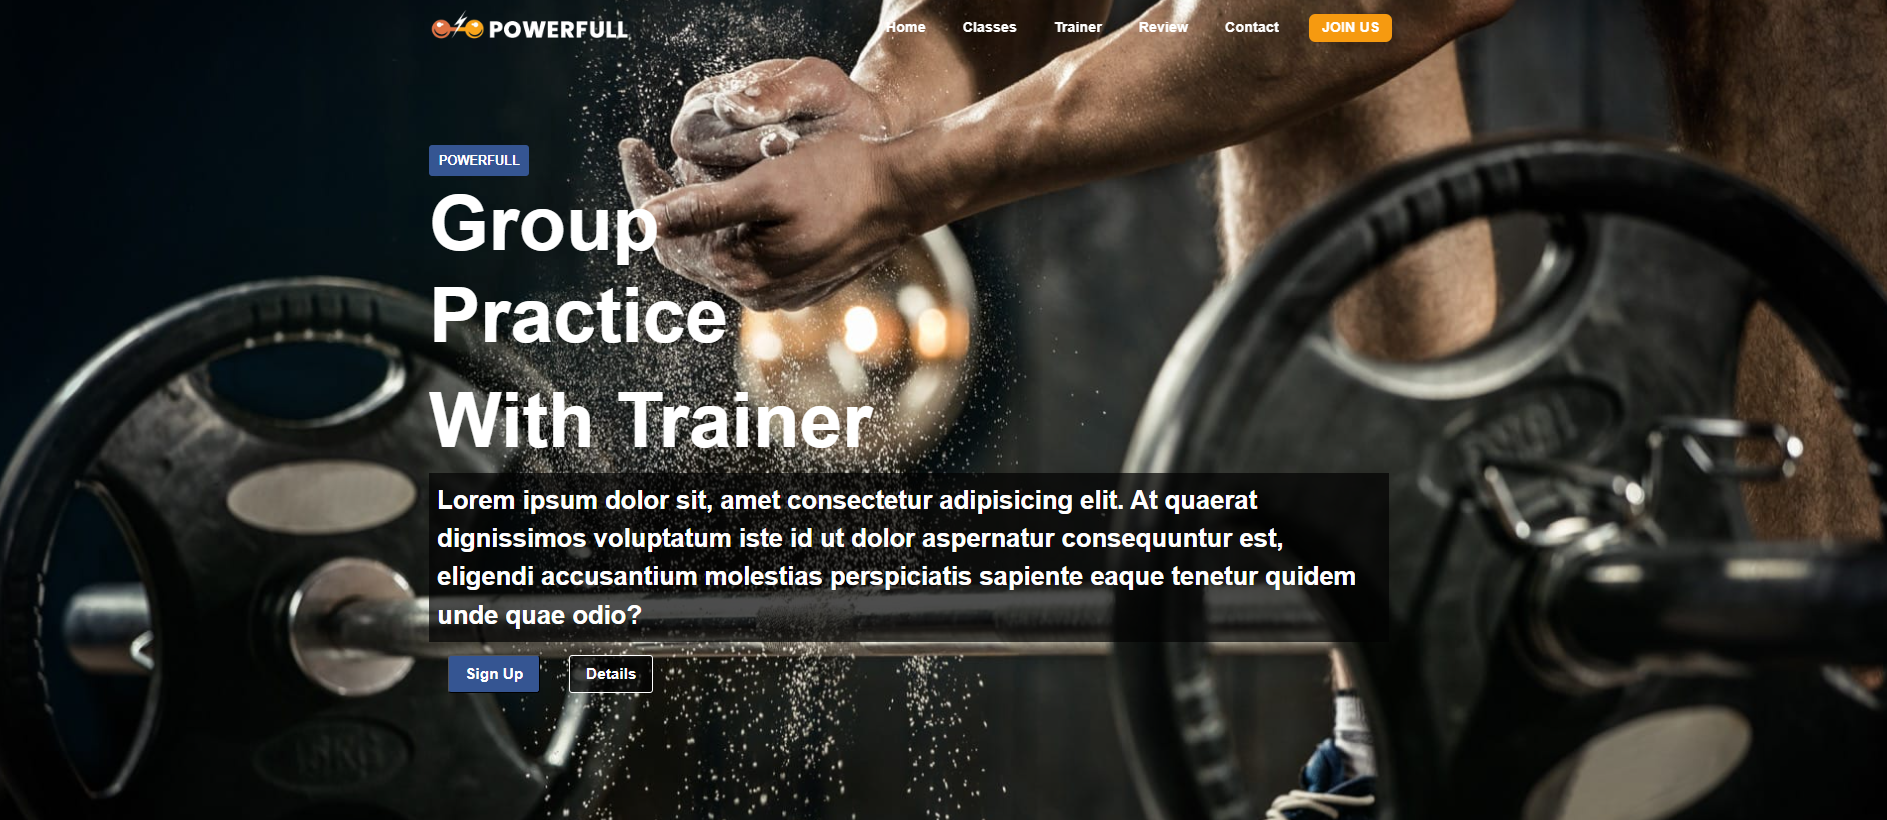 POWERFULL
Home Classes Trainer Review Contact JOIN US
POWERFULL
Group
Practice
With Trainer
Lorem ipsum dolor sit, amet consectetur adipisicing elit. At quaerat
dignissimos voluptatum iste id ut dolor aspernatur consequuntur est,
eligendi accusantium molestias perspiciatis sapiente eaque tenetur quidem
unde quae odio?
Sign Up Details